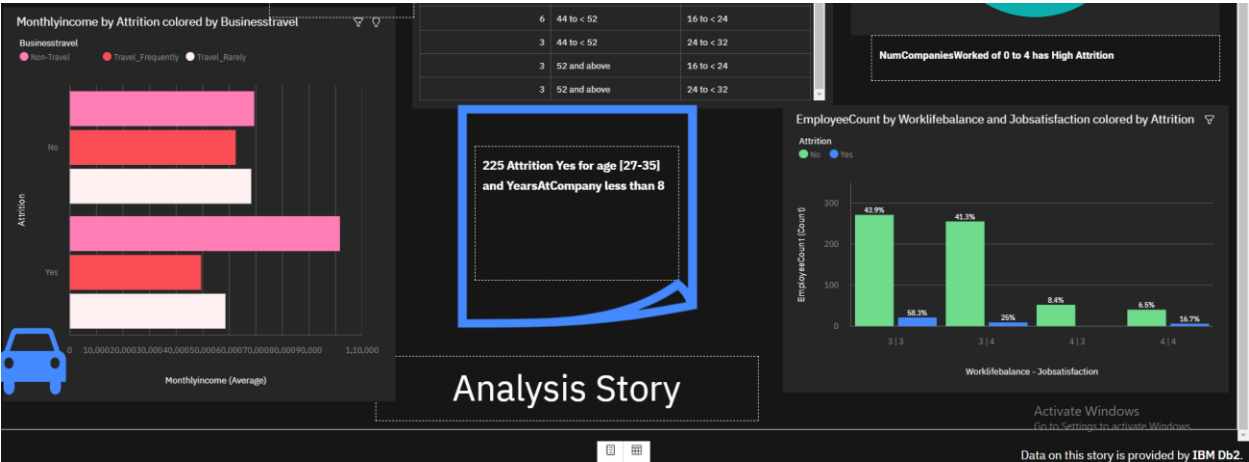 Monthlyincome by Attrition colored by Businesstravel
Businesstravel
Non-Travel Travel_Frequently Travel_Rarely
No
Yes
Attrition
0 10,000 20,000 30,000 40,000 50,000 60,000 70,000 80,000 90,000 1,10,000
Monthlyincome (Average)
6 44 to < 52 16 to < 24
3 44 to < 52 24 to < 32
3 52 and above 16 to < 24
3 52 and above 24 to < 32
225 Attrition Yes for age [27-35]
and YearsAtCompany less than 8
Analysis Story
NumCompaniesWorked of 0 to 4 has High Attrition
EmployeeCount by Worklifebalance and Jobsatisfaction colored by Attrition
Attrition
No Yes
EmployeeCount (Count)
300
200
100
0
43.9% 58.3% 41.3% 25% 8.4% 6.5% 16.7%
3 | 3 3 | 4 4 | 3 4 | 4
Worklifebalance - Jobsatisfaction
Activate Windows
Go to Settings to activate Windows.
Data on this story is provided by IBM Db2.